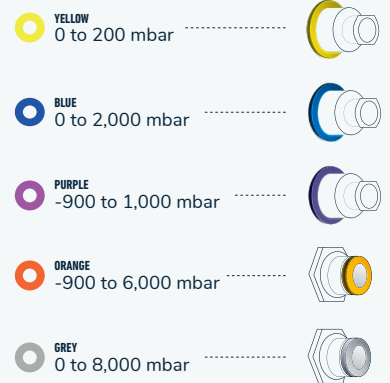 YELLOW
0 to 200 mbar
BLUE
0 to 2,000 mbar
PURPLE
-900 to 1,000 mbar
ORANGE
-900 to 6,000 mbar
GREY
0 to 8,000 mbar